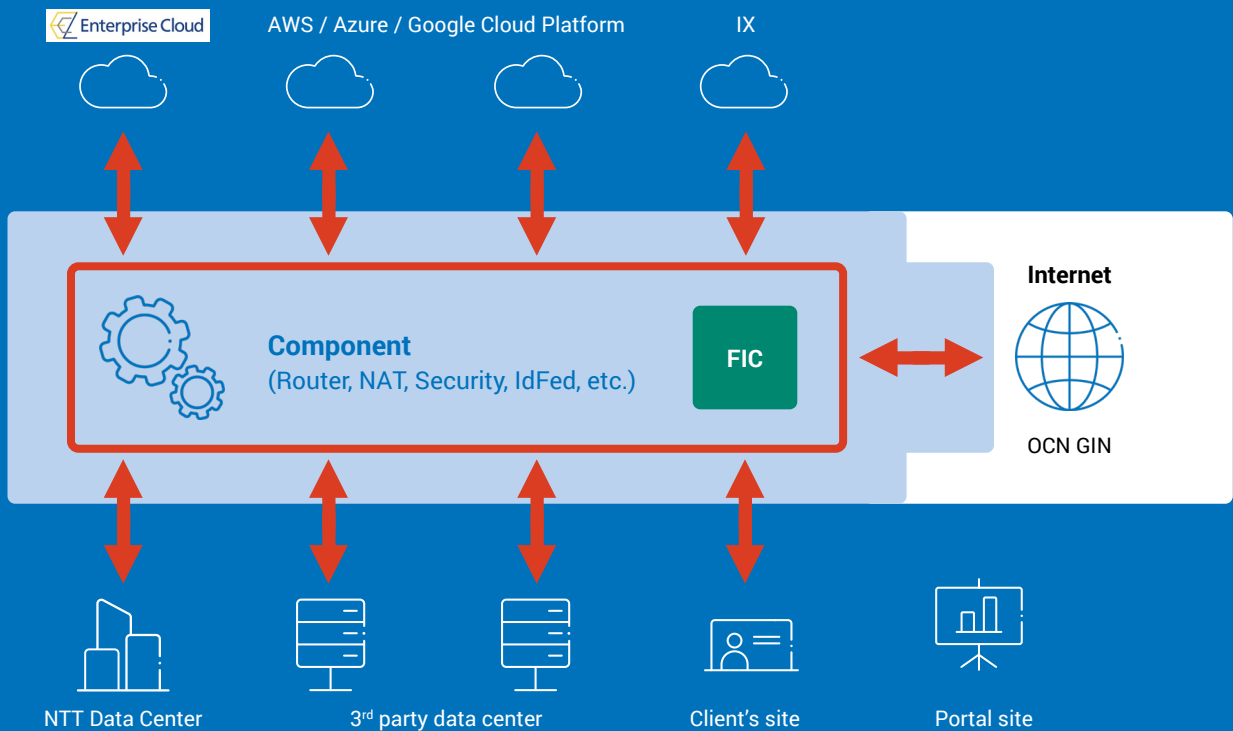 Enterprise Cloud
AWS / Azure / Google Cloud Platform
IX
Internet
Component
(Router, NAT, Security, IdFed, etc.)
FIC
OCN GIN
NTT Data Center
3rd party data center
Client's site
Portal site